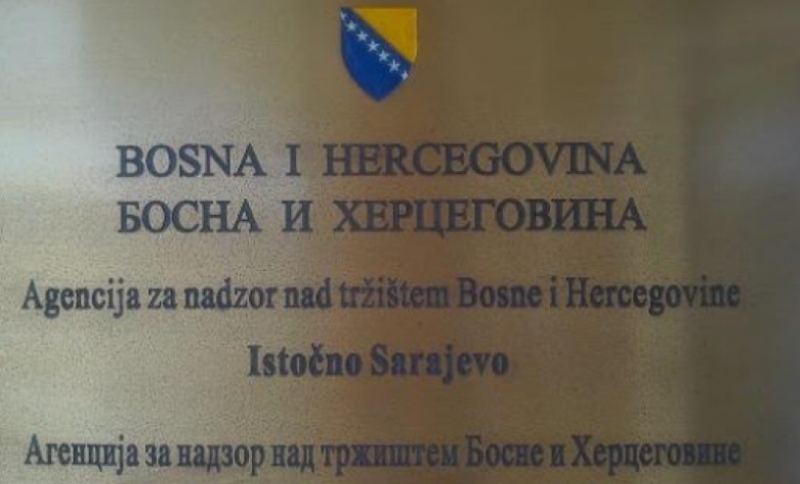 BOSNA I HERCEGOVINA
БОСНА И ХЕРЦЕГОВИНА
Agencija za nadzor nad tržištem Bosne i Hercegovine
Istočno Sarajevo
Агенција за надзор над тржиштем Босне и Херцеговине